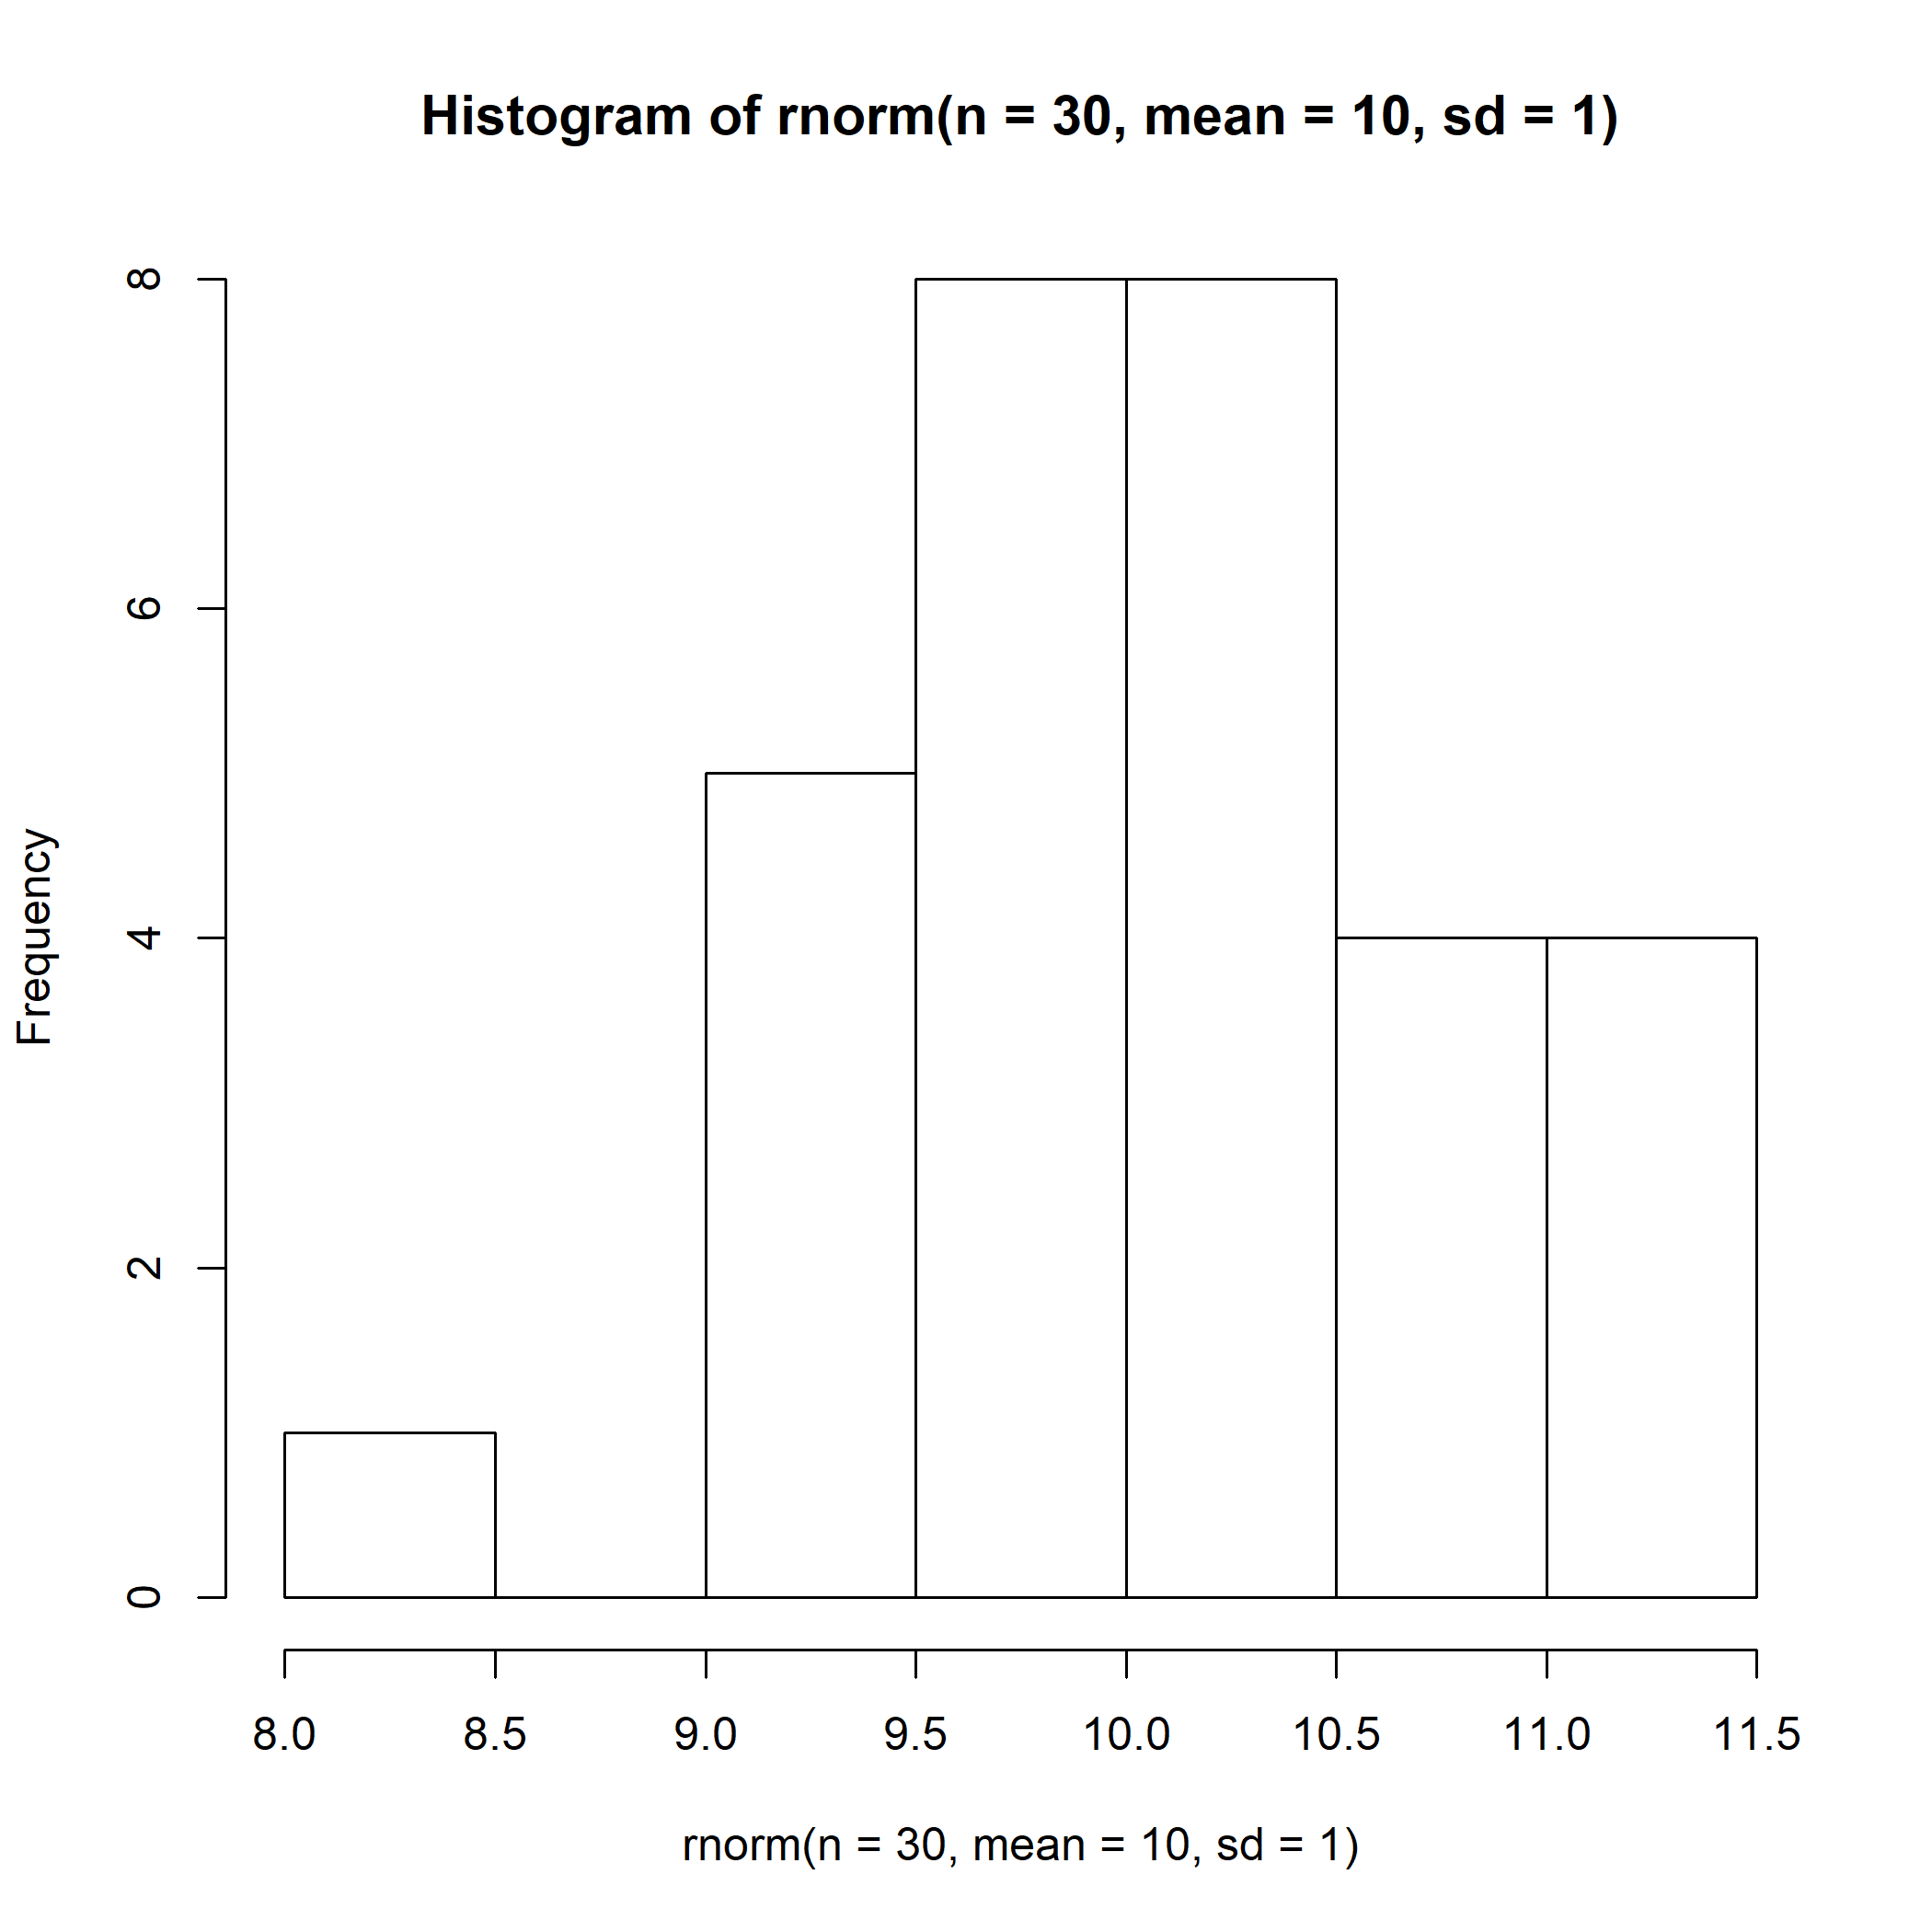 Histogram of rnorm(n = 30, mean = 10, sd = 1)
8
6
4
2
0
Frequency
8.0 8.5 9.0 9.5 10.0 10.5 11.0 11.5
rnorm(n = 30, mean = 10, sd = 1)